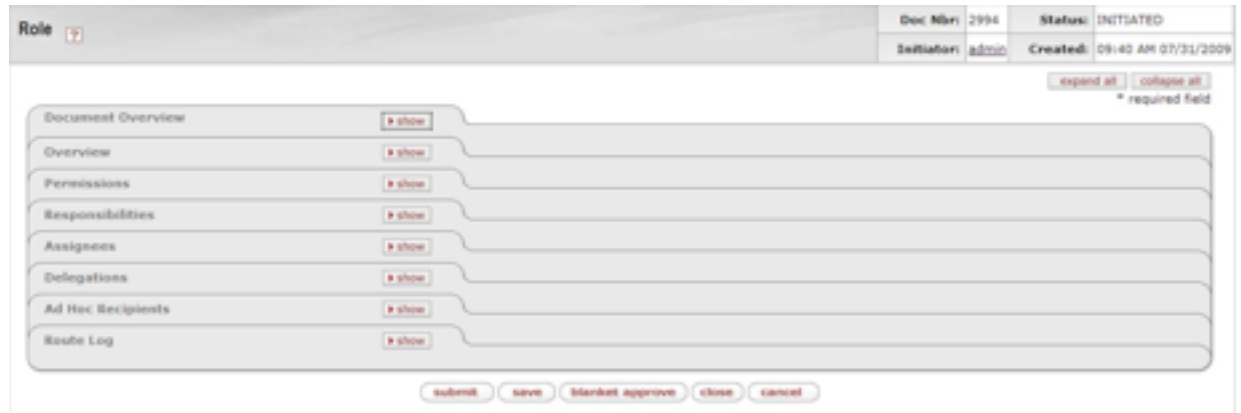 Role ?
Doc Nbr: 2994 Status: INITIATED
Initiator: admin Created: 09:40 AM 07/31/2009
expand all collapse all
* required field
Document Overview show
Overview show
Permissions show
Responsibilities show
Assignees show
Delegations show
Ad Hoc Recipients show
Route Log show
submit save blanket approve close cancel